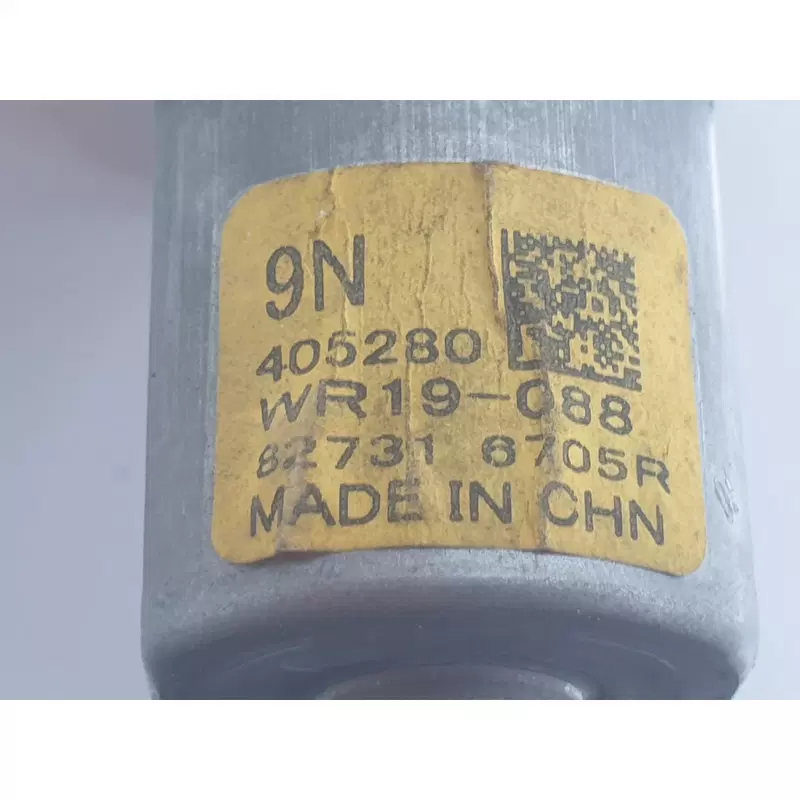 9N
405280
WR19-088
82731 6705R
MADE IN CHN